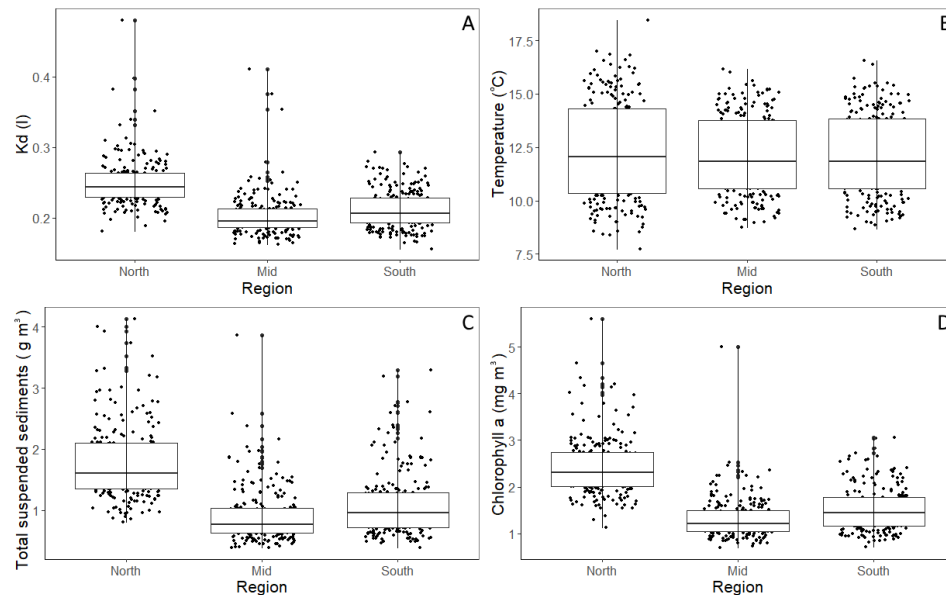 A
Kd (I)
0.4
0.3
0.2
North Mid South
Region
B
Temperature (°C)
17.5
15.0
12.5
10.0
7.5
North Mid South
Region
C
Total suspended sediments ( g m³)
4
3
2
1
North Mid South
Region
D
Chlorophyll a (mg m³)
5
4
3
2
1
North Mid South
Region